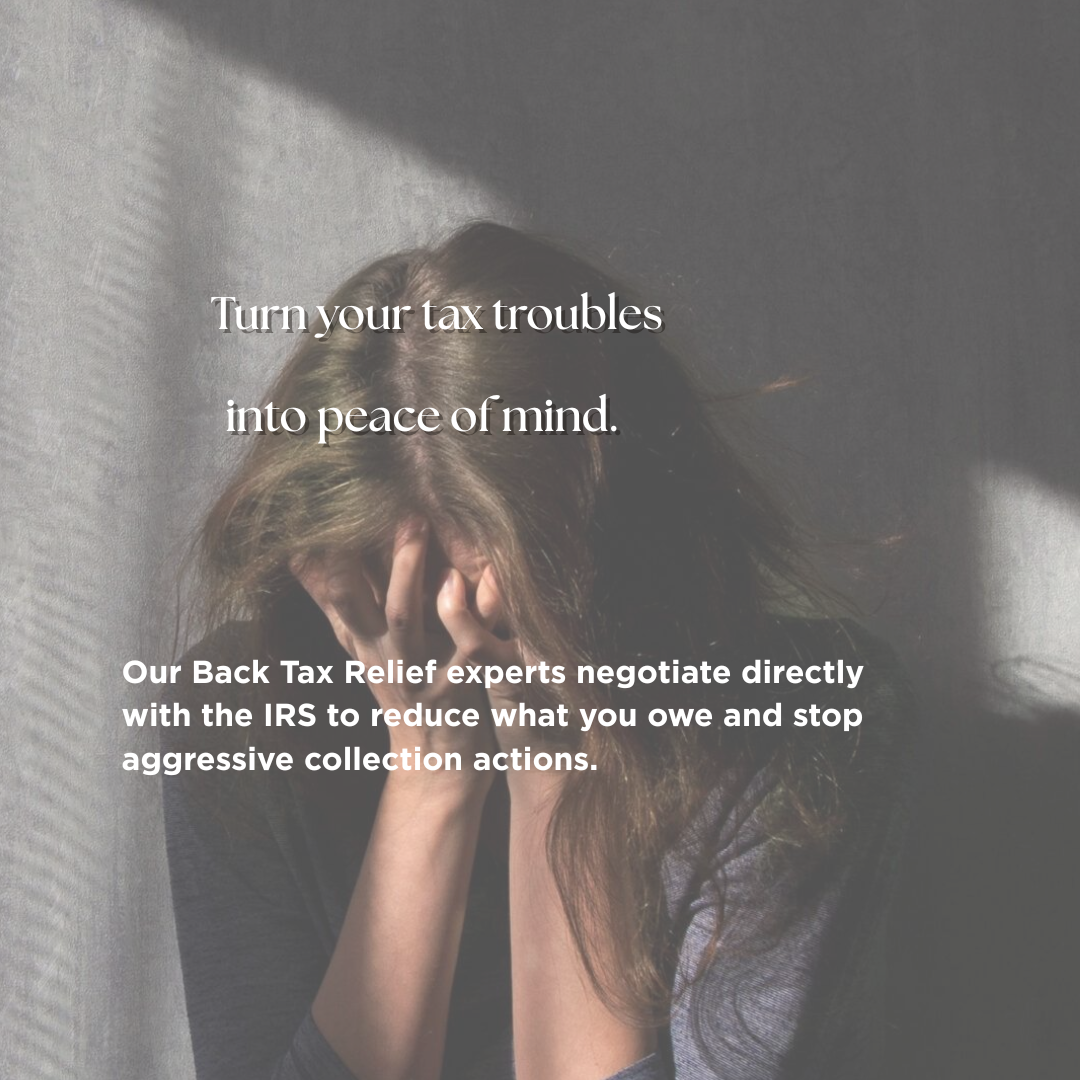 Turn your tax troubles
into peace of mind.
Our Back Tax Relief experts negotiate directly
with the IRS to reduce what you owe and stop
aggressive collection actions.